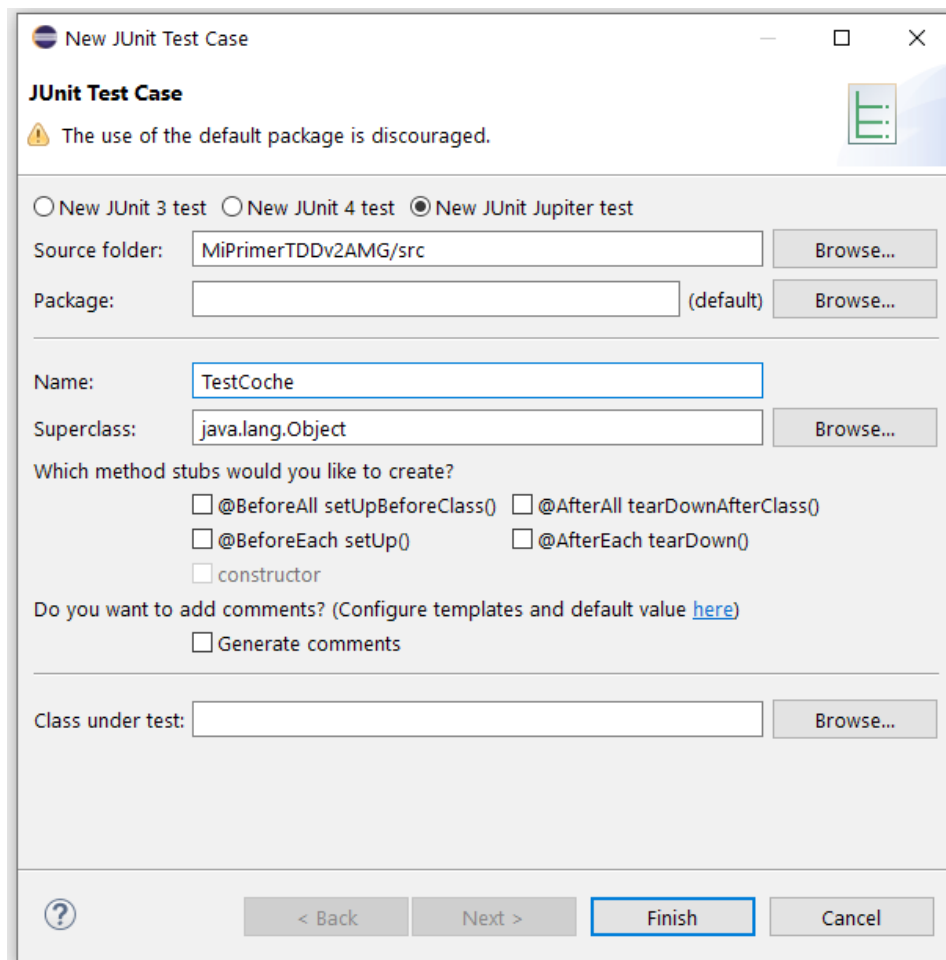 New JUnit Test Case
JUnit Test Case
The use of the default package is discouraged.
New JUnit 3 test New JUnit 4 test New JUnit Jupiter test
Source folder: MiPrimerTDDv2AMG/src Browse...
Package: (default) Browse...
Name: TestCoche
Superclass: java.lang.Object Browse...
Which method stubs would you like to create?
@BeforeAll setUpBeforeClass() @AfterAll tearDownAfterClass()
@BeforeEach setUp() @AfterEach tearDown()
constructor
Do you want to add comments? (Configure templates and default value here)
Generate comments
Class under test: Browse...
? < Back Next > Finish Cancel